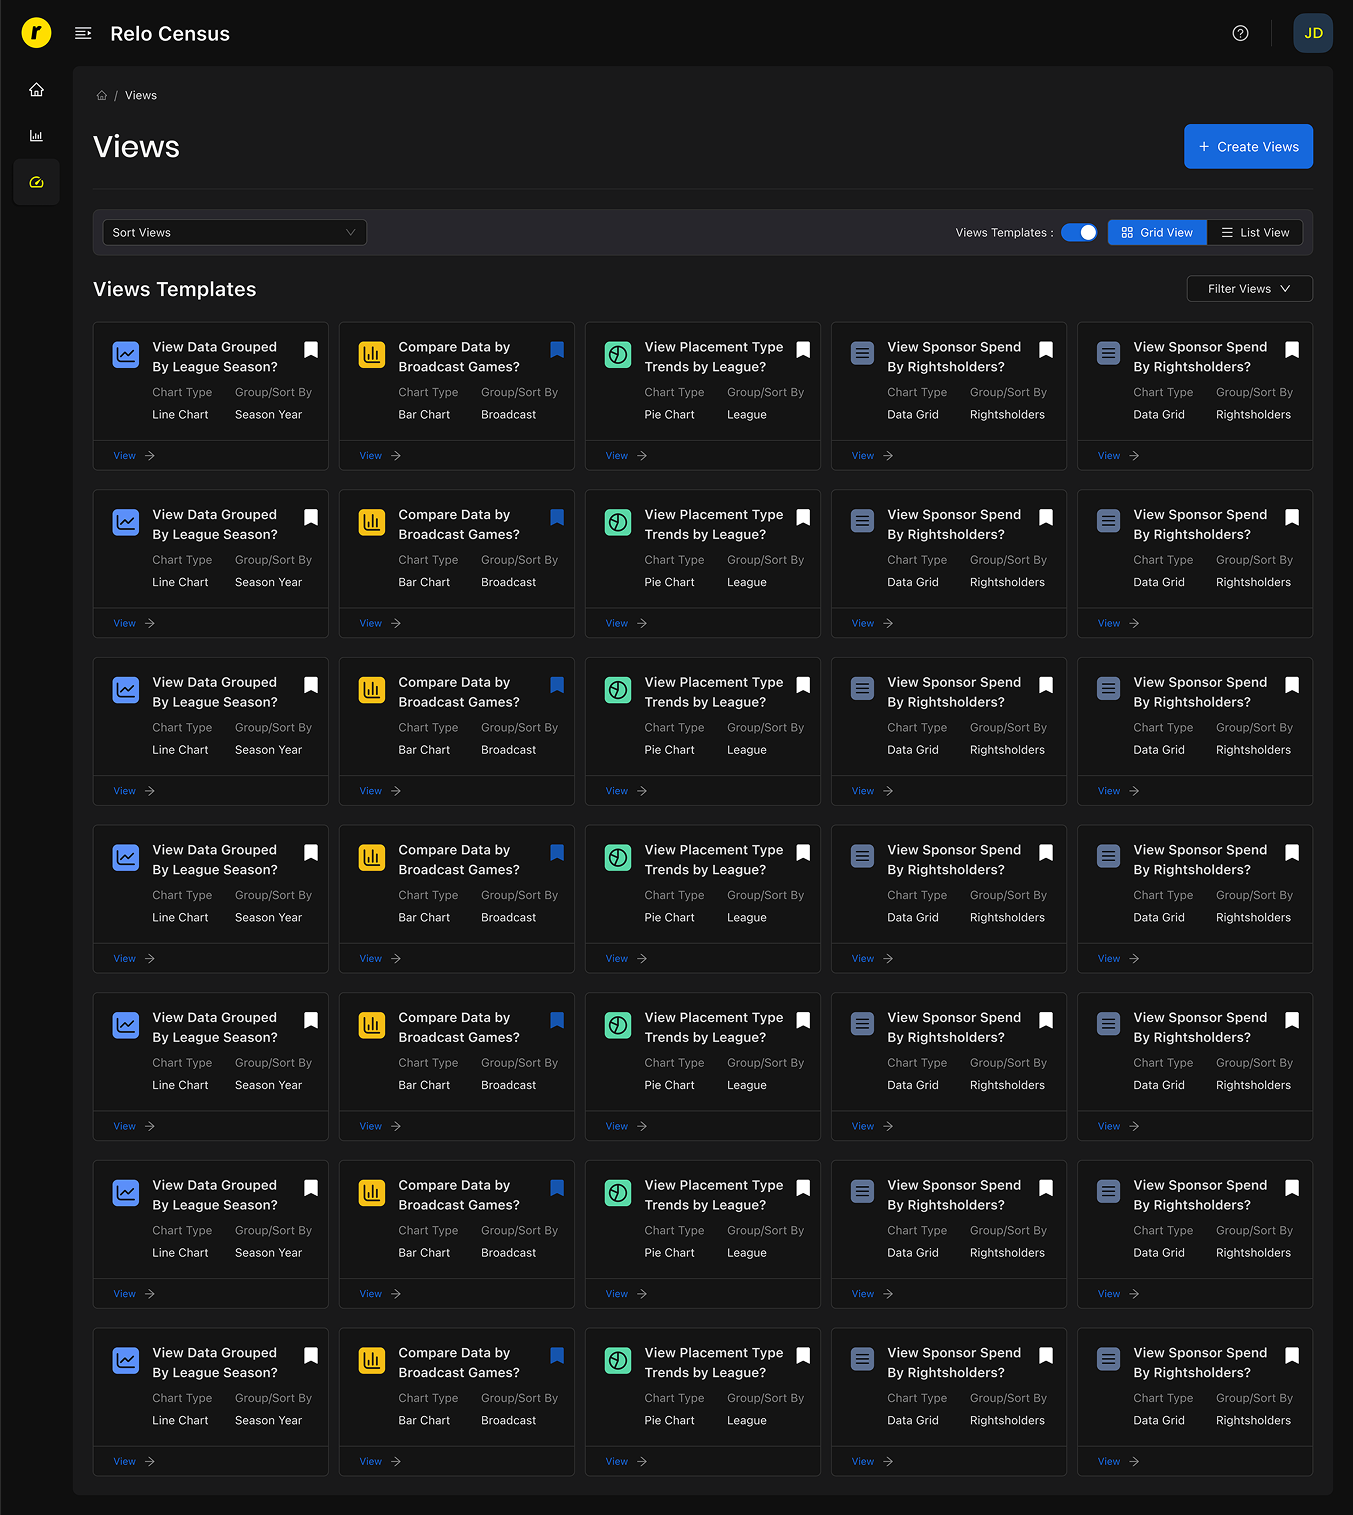 r
Relo Census
JD
/ Views
Views
+ Create Views
Sort Views
Views Templates :
Grid View
List View
Views Templates
Filter Views
View Data Grouped
By League Season?
Chart Type Group/Sort By
Line Chart Season Year
View
Compare Data by
Broadcast Games?
Chart Type Group/Sort By
Bar Chart Broadcast
View
View Placement Type
Trends by League?
Chart Type Group/Sort By
Pie Chart League
View
View Sponsor Spend
By Rightsholders?
Chart Type Group/Sort By
Data Grid Rightsholders
View
View Sponsor Spend
By Rightsholders?
Chart Type Group/Sort By
Data Grid Rightsholders
View
View Data Grouped
By League Season?
Chart Type Group/Sort By
Line Chart Season Year
View
Compare Data by
Broadcast Games?
Chart Type Group/Sort By
Bar Chart Broadcast
View
View Placement Type
Trends by League?
Chart Type Group/Sort By
Pie Chart League
View
View Sponsor Spend
By Rightsholders?
Chart Type Group/Sort By
Data Grid Rightsholders
View
View Sponsor Spend
By Rightsholders?
Chart Type Group/Sort By
Data Grid Rightsholders
View
View Data Grouped
By League Season?
Chart Type Group/Sort By
Line Chart Season Year
View
Compare Data by
Broadcast Games?
Chart Type Group/Sort By
Bar Chart Broadcast
View
View Placement Type
Trends by League?
Chart Type Group/Sort By
Pie Chart League
View
View Sponsor Spend
By Rightsholders?
Chart Type Group/Sort By
Data Grid Rightsholders
View
View Sponsor Spend
By Rightsholders?
Chart Type Group/Sort By
Data Grid Rightsholders
View
View Data Grouped
By League Season?
Chart Type Group/Sort By
Line Chart Season Year
View
Compare Data by
Broadcast Games?
Chart Type Group/Sort By
Bar Chart Broadcast
View
View Placement Type
Trends by League?
Chart Type Group/Sort By
Pie Chart League
View
View Sponsor Spend
By Rightsholders?
Chart Type Group/Sort By
Data Grid Rightsholders
View
View Sponsor Spend
By Rightsholders?
Chart Type Group/Sort By
Data Grid Rightsholders
View
View Data Grouped
By League Season?
Chart Type Group/Sort By
Line Chart Season Year
View
Compare Data by
Broadcast Games?
Chart Type Group/Sort By
Bar Chart Broadcast
View
View Placement Type
Trends by League?
Chart Type Group/Sort By
Pie Chart League
View
View Sponsor Spend
By Rightsholders?
Chart Type Group/Sort By
Data Grid Rightsholders
View
View Sponsor Spend
By Rightsholders?
Chart Type Group/Sort By
Data Grid Rightsholders
View
View Data Grouped
By League Season?
Chart Type Group/Sort By
Line Chart Season Year
View
Compare Data by
Broadcast Games?
Chart Type Group/Sort By
Bar Chart Broadcast
View
View Placement Type
Trends by League?
Chart Type Group/Sort By
Pie Chart League
View
View Sponsor Spend
By Rightsholders?
Chart Type Group/Sort By
Data Grid Rightsholders
View
View Sponsor Spend
By Rightsholders?
Chart Type Group/Sort By
Data Grid Rightsholders
View
View Data Grouped
By League Season?
Chart Type Group/Sort By
Line Chart Season Year
View
Compare Data by
Broadcast Games?
Chart Type Group/Sort By
Bar Chart Broadcast
View
View Placement Type
Trends by League?
Chart Type Group/Sort By
Pie Chart League
View
View Sponsor Spend
By Rightsholders?
Chart Type Group/Sort By
Data Grid Rightsholders
View
View Sponsor Spend
By Rightsholders?
Chart Type Group/Sort By
Data Grid Rightsholders
View